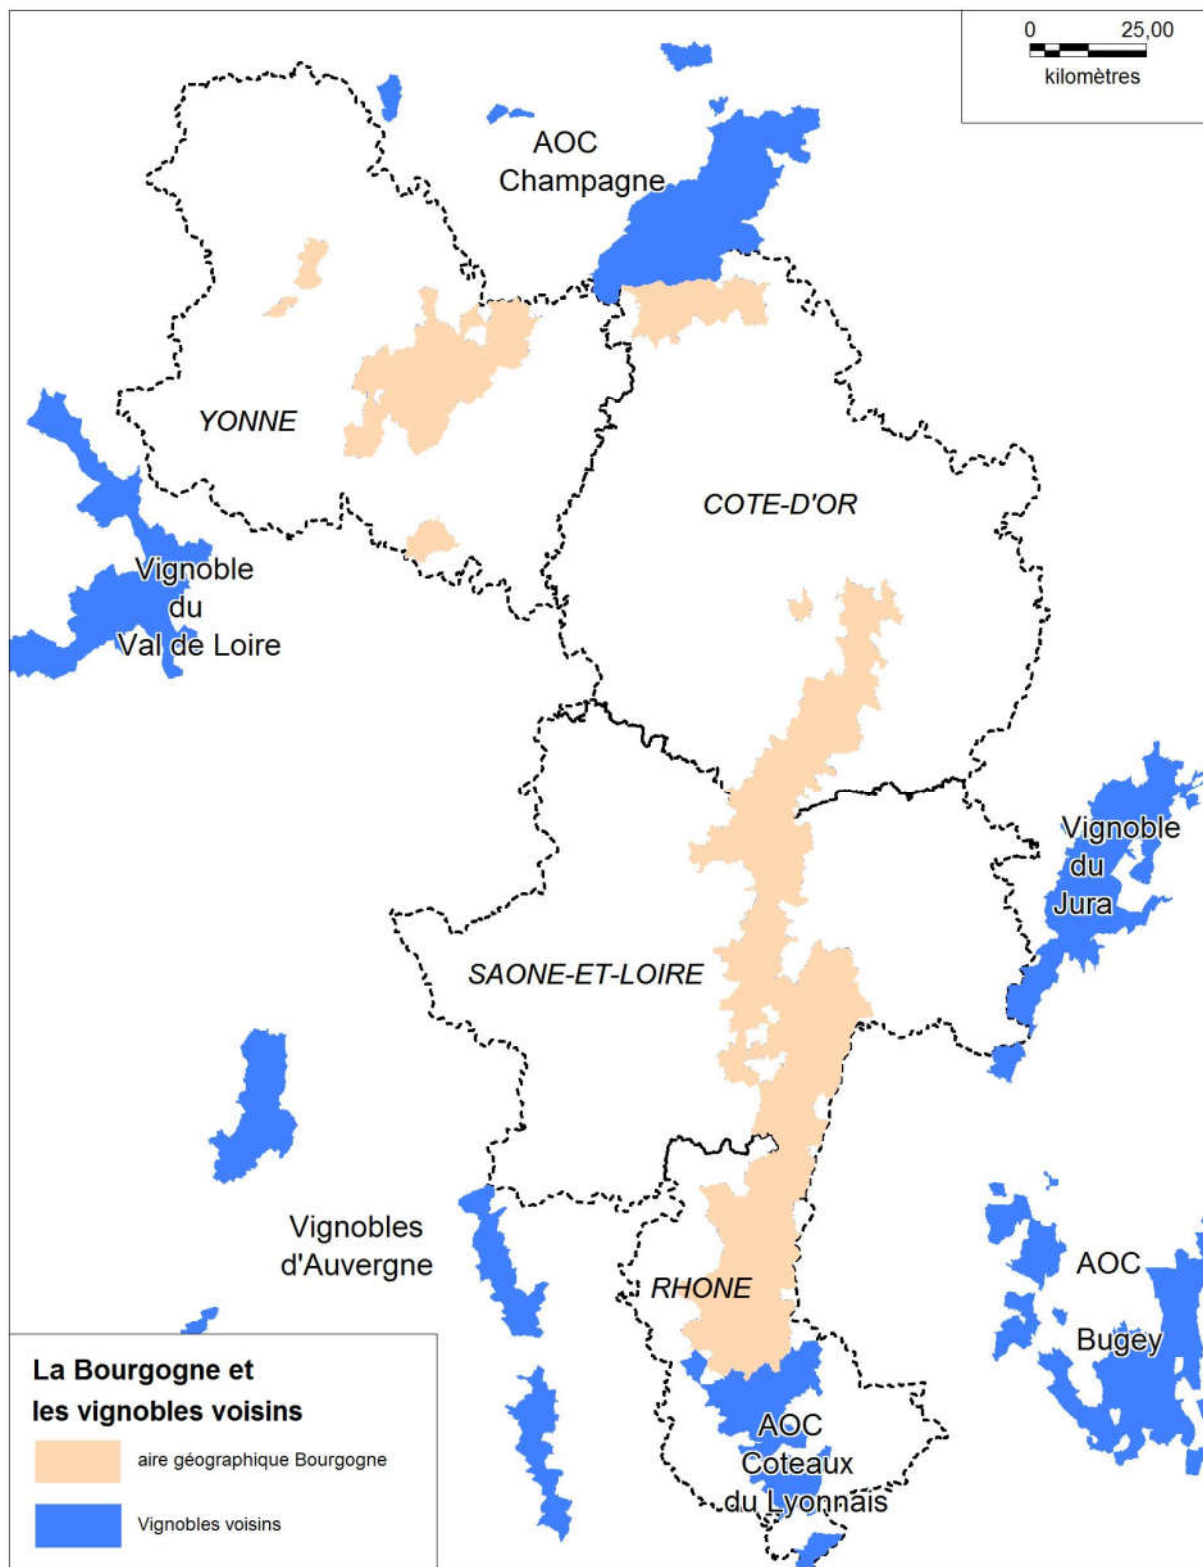 0 25,00
kilomètres
AOC
Champagne
YONNE
COTE-D'OR
Vignoble
du
Val de Loire
Vignoble
du
Jura
SAONE-ET-LOIRE
Vignobles
d'Auvergne
RHONE
AOC
Bugey
AOC
Coteaux
du Lyonnais
La Bourgogne et
les vignobles voisins
aire géographique Bourgogne
Vignobles voisins